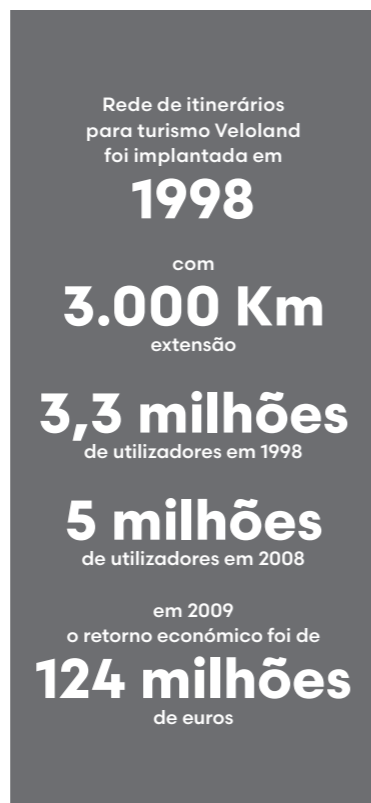 Rede de itinerários
para turismo Veloland
foi implantada em
1998
com
3.000 Km
extensão
3,3 milhões
de utilizadores em 1998
5 milhões
de utilizadores em 2008
em 2009
o retorno económico foi de
124 milhões
de euros